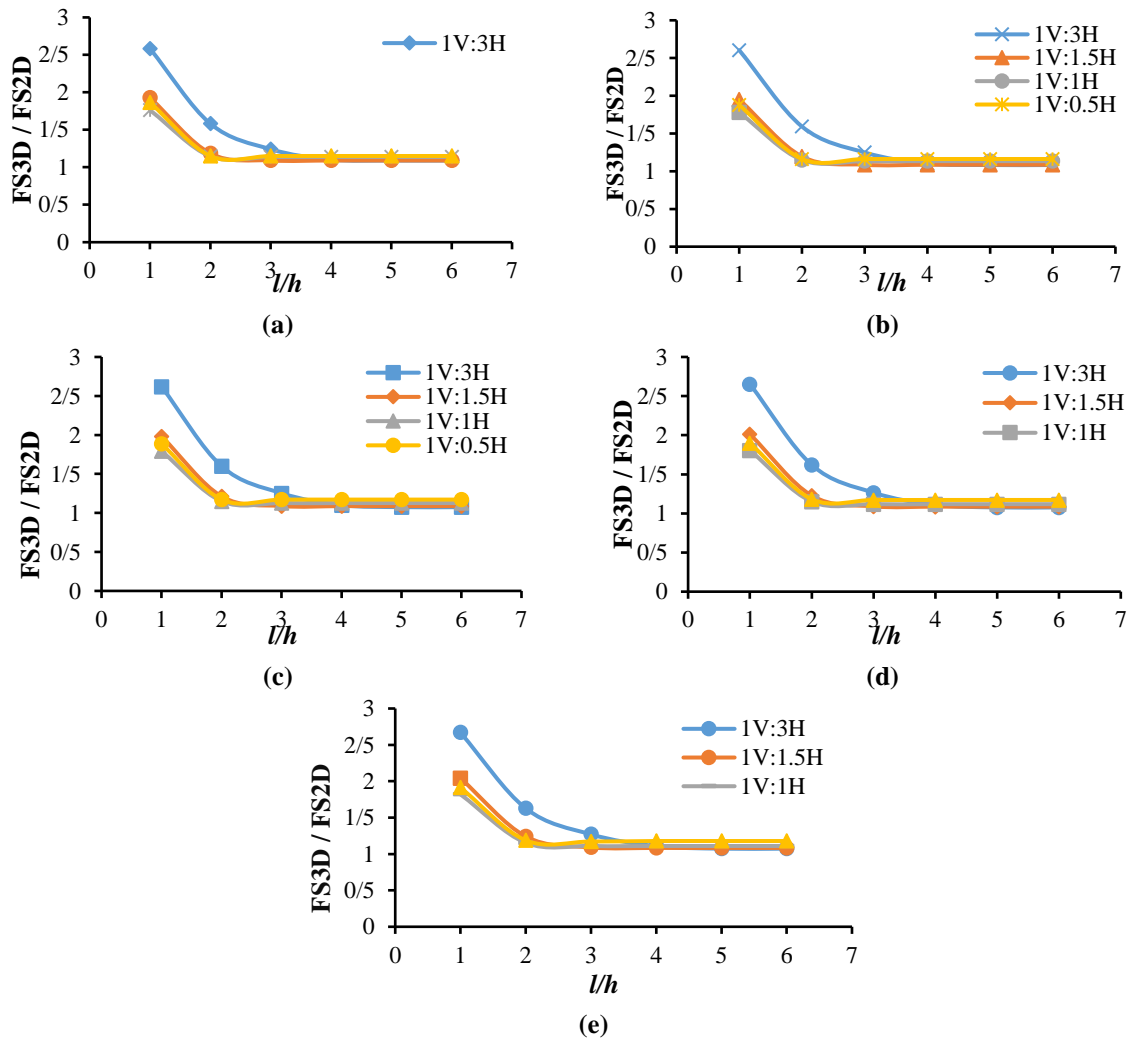 3
2/5
2
1/5
1
0/5
0
FS3D / FS2D
0 1 2 3 4 5 6 7
l/h
1V:3H
(a)
3
2/5
2
1/5
1
0/5
0
FS3D / FS2D
0 1 2 3 4 5 6 7
l/h
1V:3H
1V:1.5H
1V:1H
1V:0.5H
(b)
3
2/5
2
1/5
1
0/5
0
FS3D / FS2D
0 1 2 3 4 5 6 7
l/h
1V:3H
1V:1.5H
1V:1H
1V:0.5H
(c)
3
2/5
2
1/5
1
0/5
0
FS3D / FS2D
0 1 2 3 4 5 6 7
l/h
1V:3H
1V:1.5H
1V:1H
(d)
3
2/5
2
1/5
1
0/5
0
FS3D / FS2D
0 1 2 3 4 5 6 7
l/h
1V:3H
1V:1.5H
1V:1H
(e)